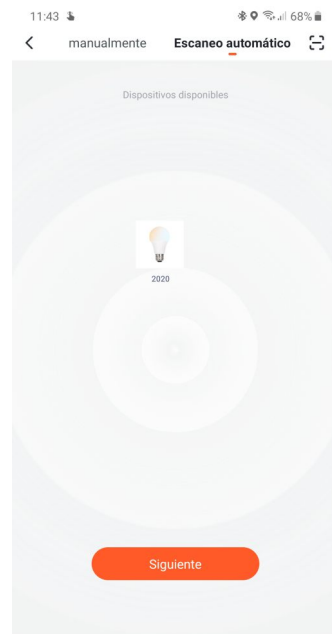 11:43 68%
manualmente Escaneo automático
Dispositivos disponibles
2020
Siguiente